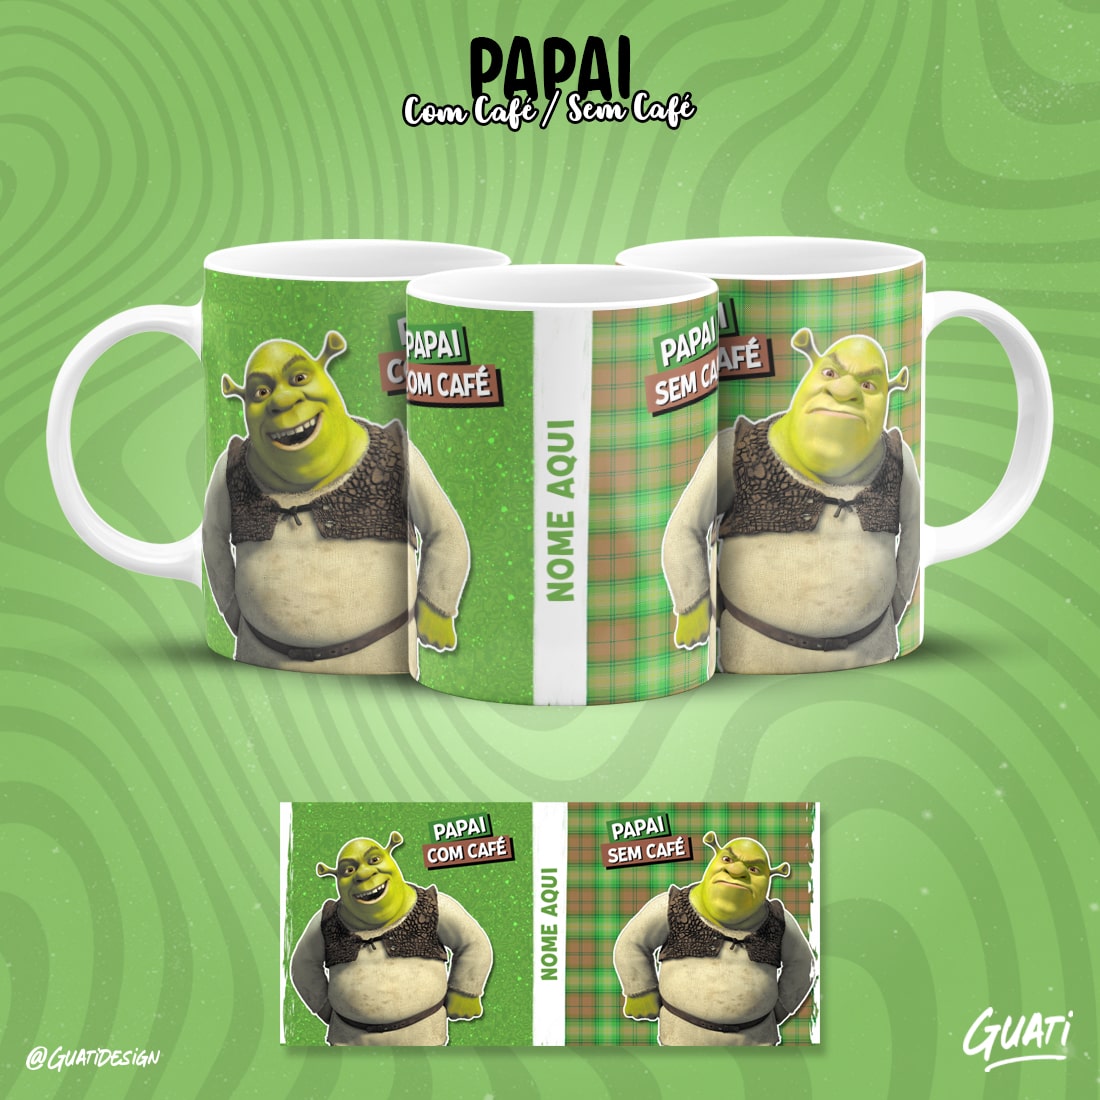 PAPAI
Com Café / Sem Café
PAPAI
COM CAFÉ
NOME AQUI
PAPAI
SEM CA
AFÉ
PAPAI
COM CAFÉ
NOME AQUI
PAPAI
SEM CAFÉ
@GUATIDESIGN
GUATI